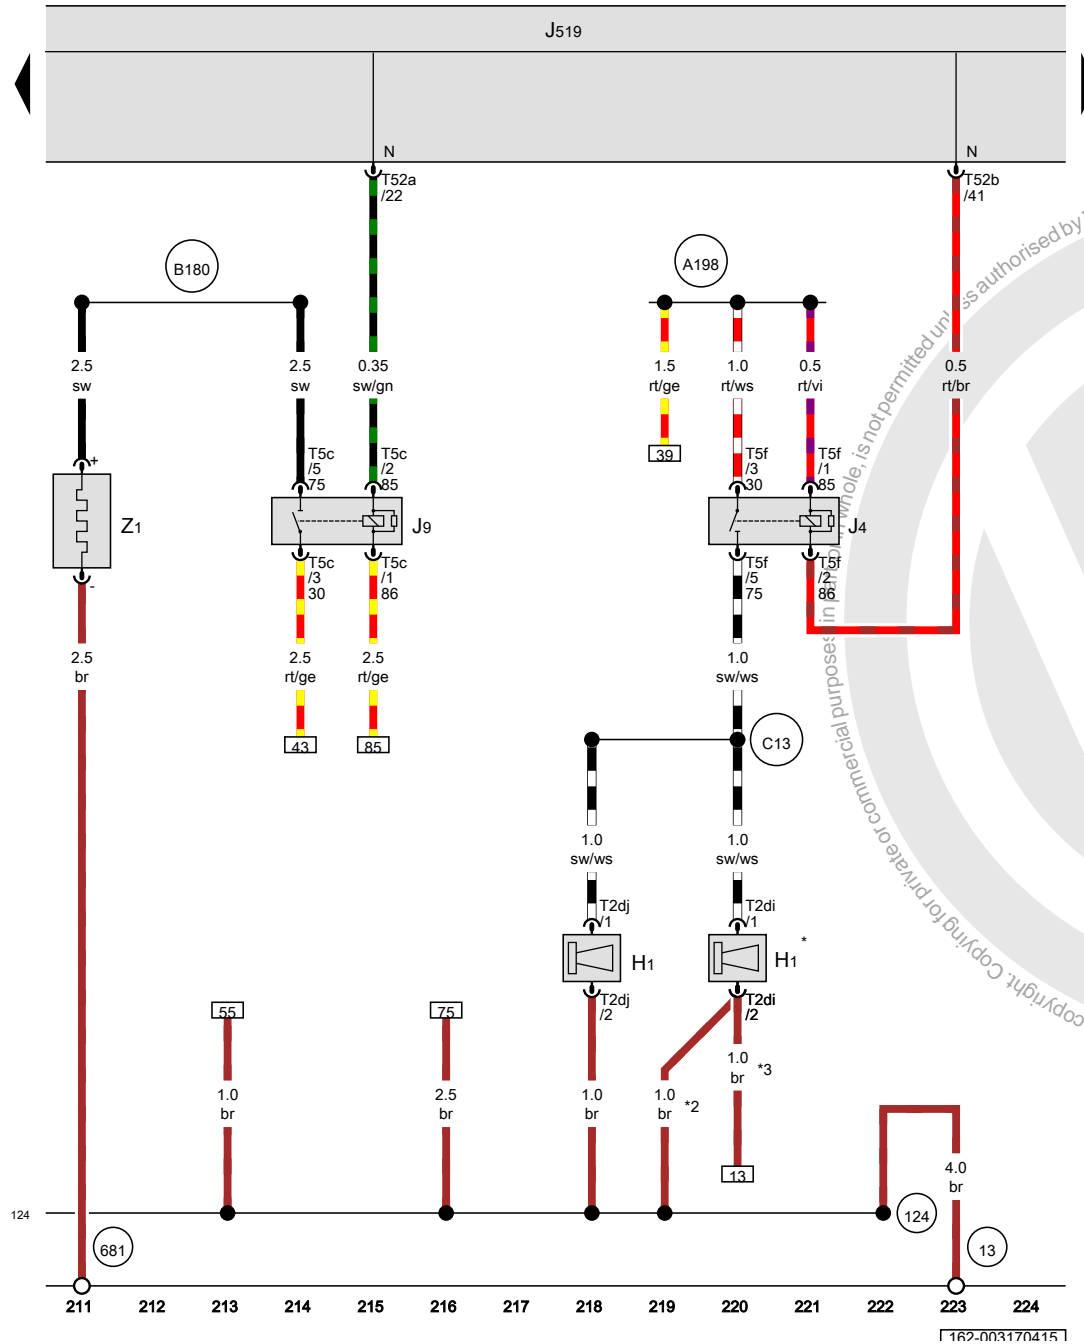 J519
N
N
T52a
/22
T52b
/41
B180
A198
2.5
sw
2.5
sw
0.35
sw/gn
1.5
rt/ge
1.0
rt/ws
0.5
rt/vi
0.5
rt/br
39
T5c
/5
75
T5c
/2
85
T5f
/3
30
T5f
/1
85
+
Z1
J9
J4
-
T5c
/3
30
T5c
/1
86
T5f
/5
75
T5f
/2
86
2.5
br
2.5
rt/ge
2.5
rt/ge
1.0
sw/ws
43
85
C13
1.0
sw/ws
1.0
sw/ws
T2dj
/1
T2di
/1
H1
H1 *
T2dj
/2
T2di
/2
55
75
1.0
br
2.5
br
1.0
br
1.0
br *2
1.0
br *3
13
4.0
br
124
124
681
13
211 212 213 214 215 216 217 218 219 220 221 222 223 224
162-003170415
commercial purposes, in part or in whole, is not permitted unless authorised by
copyright. Copying for private or